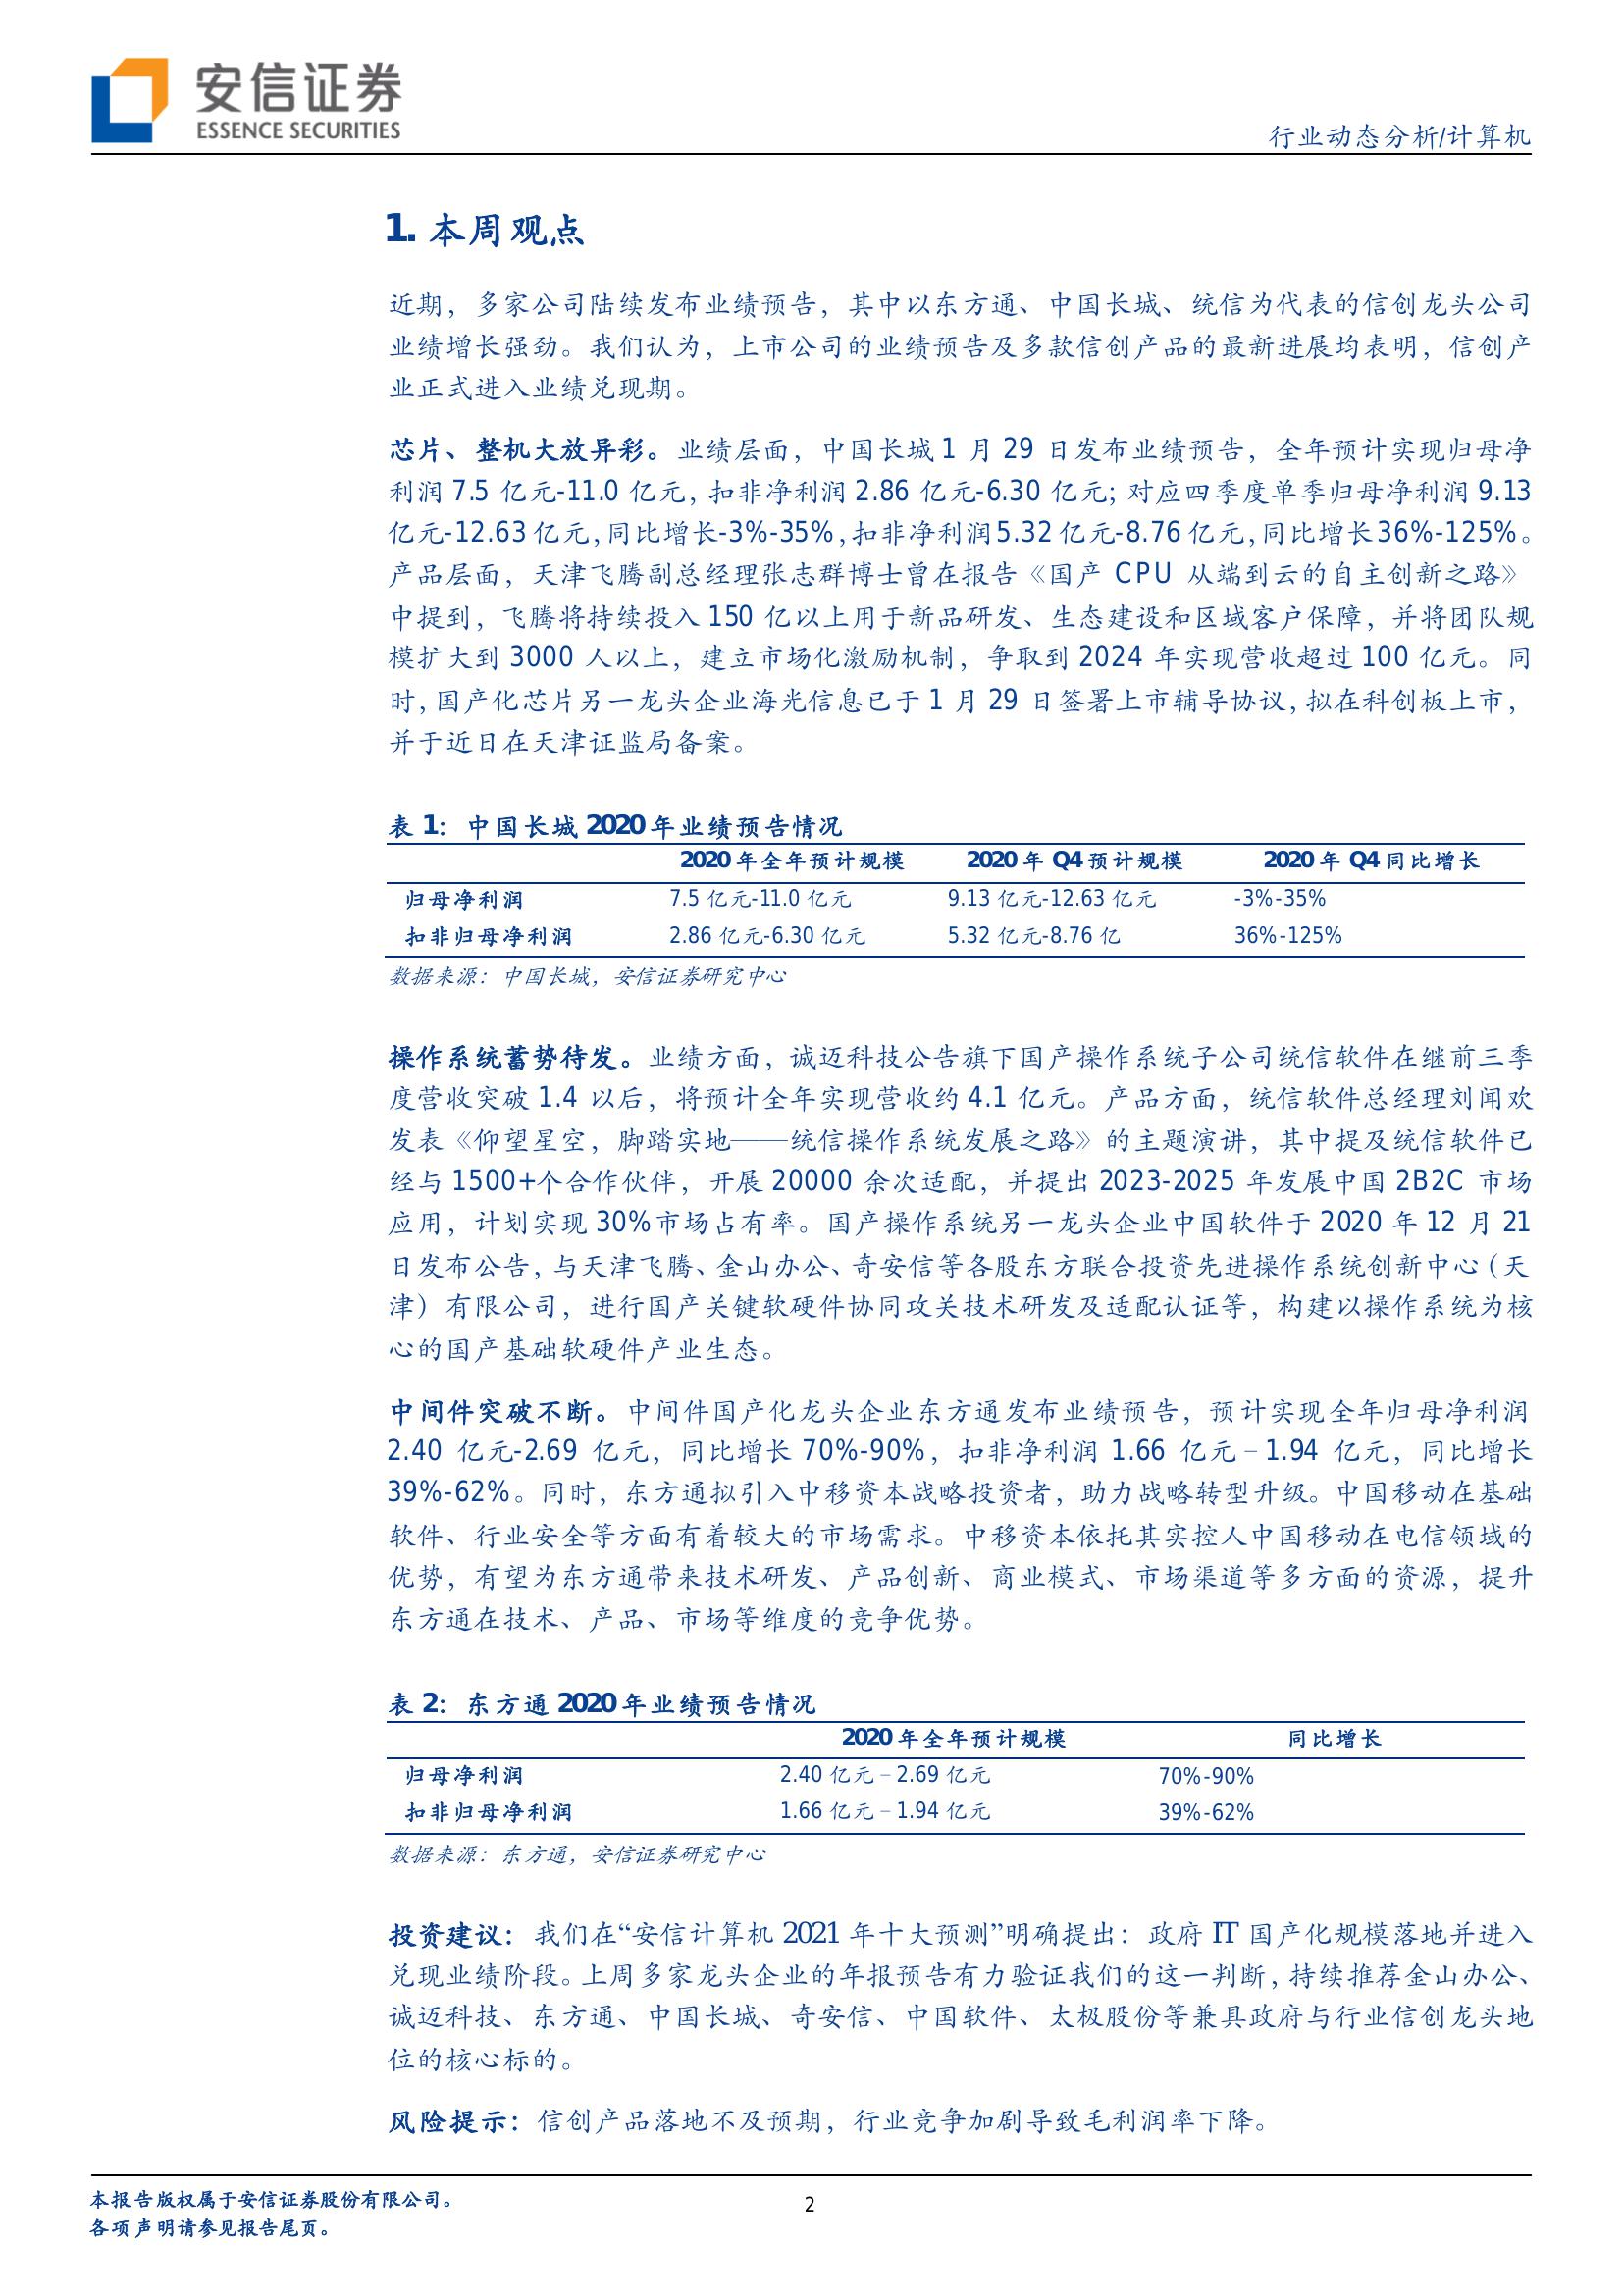 安信证券
ESSENCE SECURITIES
行业动态分析/计算机
1. 本周观点
近期，多家公司陆续发布业绩预告，其中以东方通、中国长城、统信为代表的信创龙头公司
业绩增长强劲。我们认为，上市公司的业绩预告及多款信创产品的最新进展均表明，信创产
业正式进入业绩兑现期。
芯片、整机大放异彩。业绩层面，中国长城 1 月 29 日发布业绩预告，全年预计实现归母净
利润 7.5 亿元-11.0 亿元，扣非净利润 2.86 亿元-6.30 亿元；对应四季度单季归母净利润 9.13
亿元-12.63 亿元，同比增长-3%-35%，扣非净利润 5.32 亿元-8.76 亿元，同比增长 36%-125%。
产品层面，天津飞腾副总经理张志群博士曾在报告《国产 CPU 从端到云的自主创新之路》
中提到，飞腾将持续投入 150 亿以上用于新品研发、生态建设和区域客户保障，并将团队规
模扩大到 3000 人以上，建立市场化激励机制，争取到 2024 年实现营收超过 100 亿元。同
时，国产化芯片另一龙头企业海光信息已于 1 月 29 日签署上市辅导协议，拟在科创板上市，
并于近日在天津证监局备案。
表 1：中国长城 2020 年业绩预告情况
2020 年全年预计规模 2020 年 Q4 预计规模 2020 年 Q4 同比增长
归母净利润 7.5 亿元-11.0 亿元 9.13 亿元-12.63 亿元 -3%-35%
扣非归母净利润 2.86 亿元-6.30 亿元 5.32 亿元-8.76 亿 36%-125%
数据来源：中国长城，安信证券研究中心
操作系统蓄势待发。业绩方面，诚迈科技公告旗下国产操作系统子公司统信软件在继前三季
度营收突破 1.4 以后，将预计全年实现营收约 4.1 亿元。产品方面，统信软件总经理刘闻欢
发表《仰望星空，脚踏实地——统信操作系统发展之路》的主题演讲，其中提及统信软件已
经与 1500+个合作伙伴，开展 20000 余次适配，并提出 2023-2025 年发展中国 2B2C 市场
应用，计划实现 30%市场占有率。国产操作系统另一龙头企业中国软件于 2020 年 12 月 21
日发布公告，与天津飞腾、金山办公、奇安信等各股东方联合投资先进操作系统创新中心（天
津）有限公司，进行国产关键软硬件协同攻关技术研发及适配认证等，构建以操作系统为核
心的国产基础软硬件产业生态。
中间件突破不断。中间件国产化龙头企业东方通发布业绩预告，预计实现全年归母净利润
2.40 亿元-2.69 亿元，同比增长 70%-90%，扣非净利润 1.66 亿元–1.94 亿元，同比增长
39%-62%。同时，东方通拟引入中移资本战略投资者，助力战略转型升级。中国移动在基础
软件、行业安全等方面有着较大的市场需求。中移资本依托其实控人中国移动在电信领域的
优势，有望为东方通带来技术研发、产品创新、商业模式、市场渠道等多方面的资源，提升
东方通在技术、产品、市场等维度的竞争优势。
表 2：东方通 2020 年业绩预告情况
2020 年全年预计规模 同比增长
归母净利润 2.40 亿元–2.69 亿元 70%-90%
扣非归母净利润 1.66 亿元–1.94 亿元 39%-62%
数据来源：东方通，安信证券研究中心
投资建议：我们在“安信计算机 2021 年十大预测”明确提出：政府 IT 国产化规模落地并进入
兑现业绩阶段。上周多家龙头企业的年报预告有力验证我们的这一判断，持续推荐金山办公、
诚迈科技、东方通、中国长城、奇安信、中国软件、太极股份等兼具政府与行业信创龙头地
位的核心标的。
风险提示：信创产品落地不及预期，行业竞争加剧导致毛利润率下降。
本报告版权属于安信证券股份有限公司。
各项声明请参见报告尾页。
2